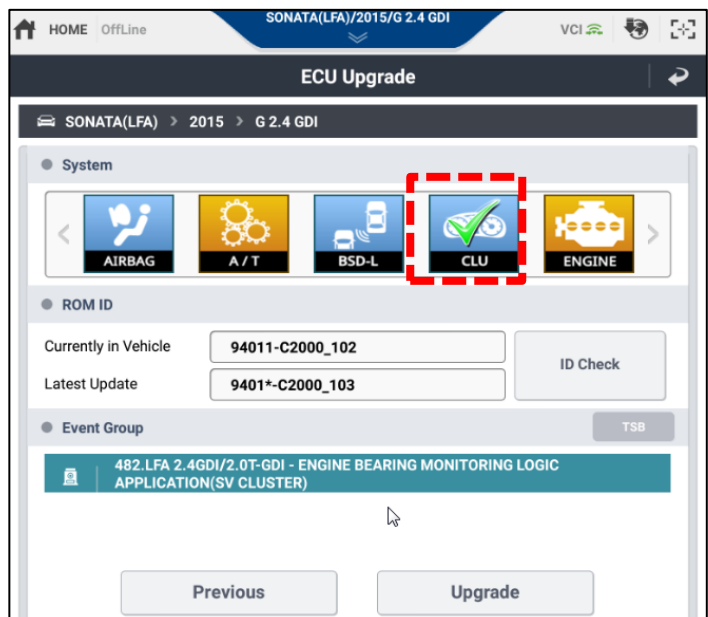 HOME OffLine SONATA(LFA)/2015/G 2.4 GDI VCI
ECU Upgrade
SONATA(LFA) > 2015 > G 2.4 GDI
System
AIRBAG A/T BSD-L CLU ENGINE
ROM ID
Currently in Vehicle 94011-C2000_102
ID Check
Latest Update 9401*-C2000_103
Event Group TSB
482.LFA 2.4GDI/2.0T-GDI - ENGINE BEARING MONITORING LOGIC
APPLICATION(SV CLUSTER)
Previous Upgrade